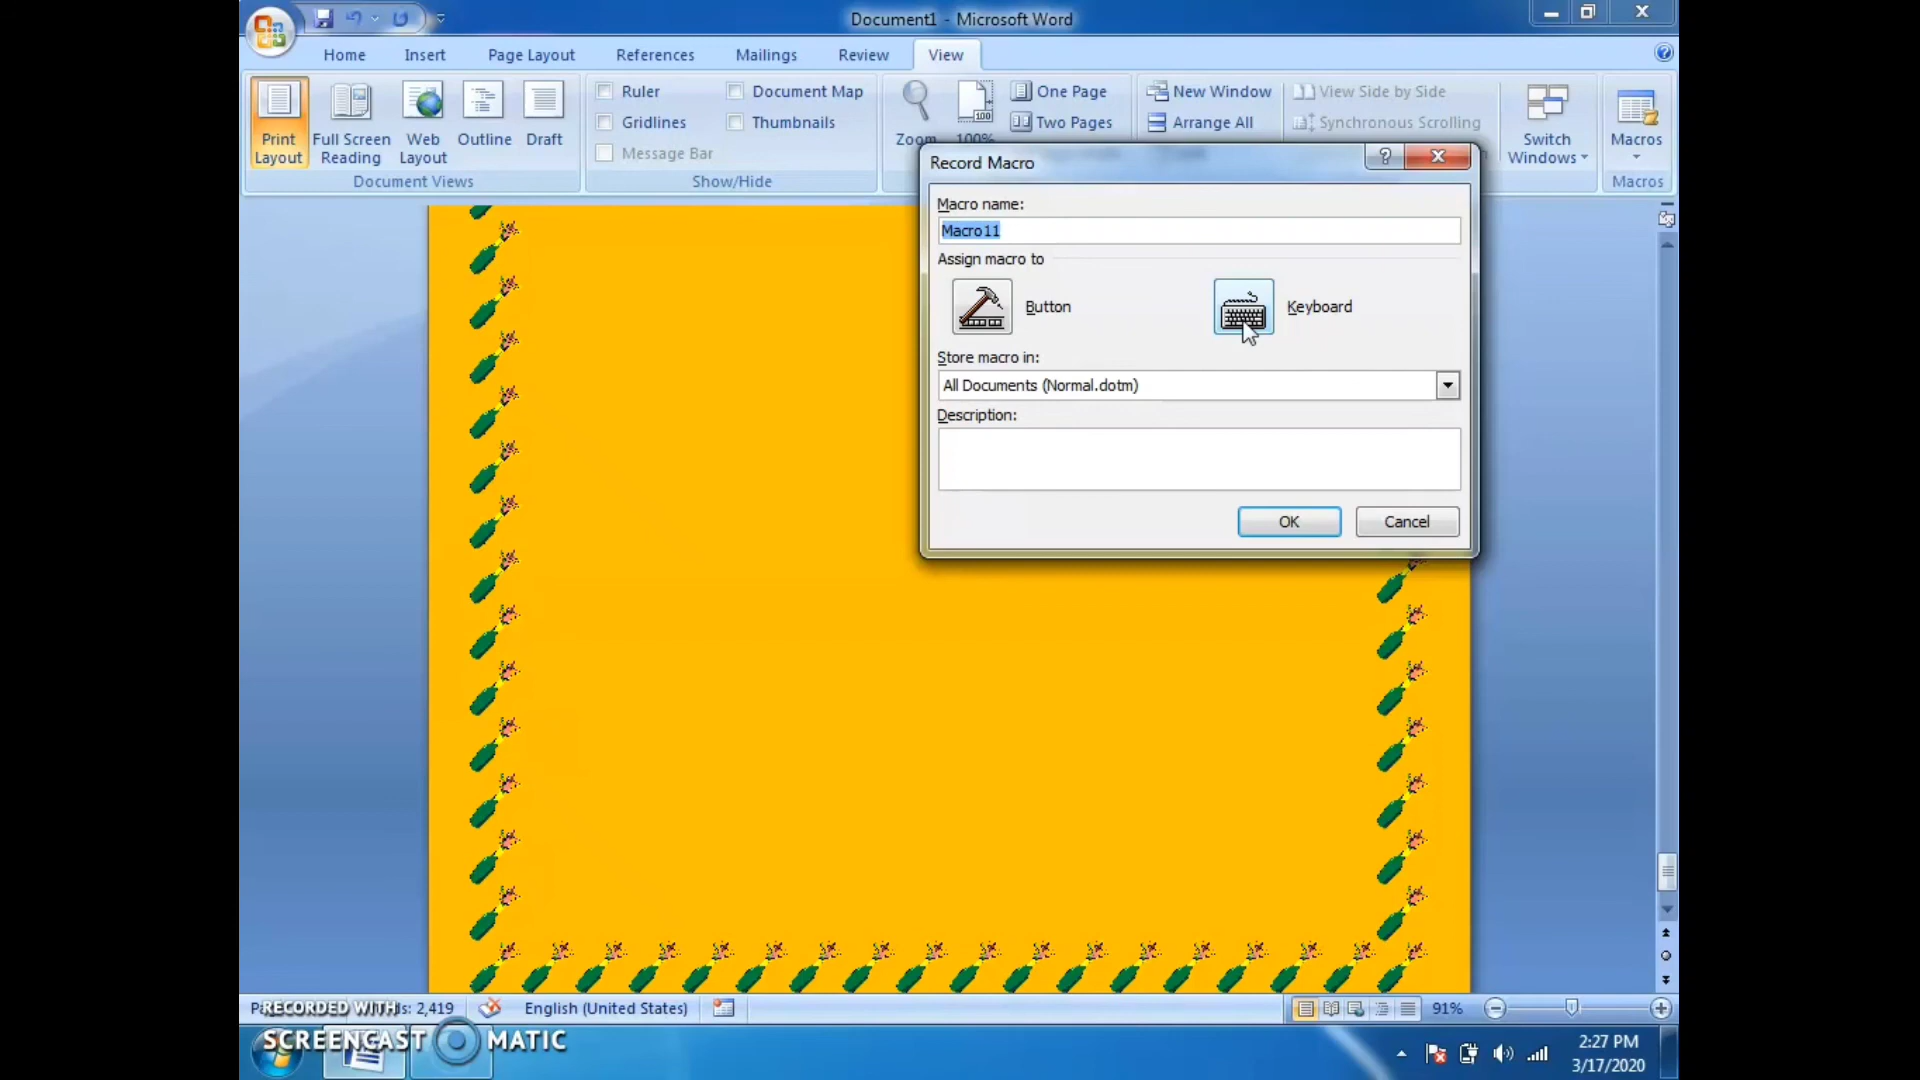 Document1 - Microsoft Word
Home Insert Page Layout References Mailings Review View
Print Layout
Full Screen Reading
Web Layout
Outline
Draft
Document Views
Ruler
Gridlines
Message Bar
Document Map
Thumbnails
Show/Hide
Zoom
100%
One Page
Two Pages
New Window
Arrange All
View Side by Side
Synchronous Scrolling
Switch Windows
Macros
Macros
Record Macro
Macro name:
Macro11
Assign macro to
Button
Keyboard
Store macro in:
All Documents (Normal.dotm)
Description:
OK Cancel
2,419
English (United States)
91%
RECORDED WITH
SCREENCAST MATIC
2:27 PM
3/17/2020